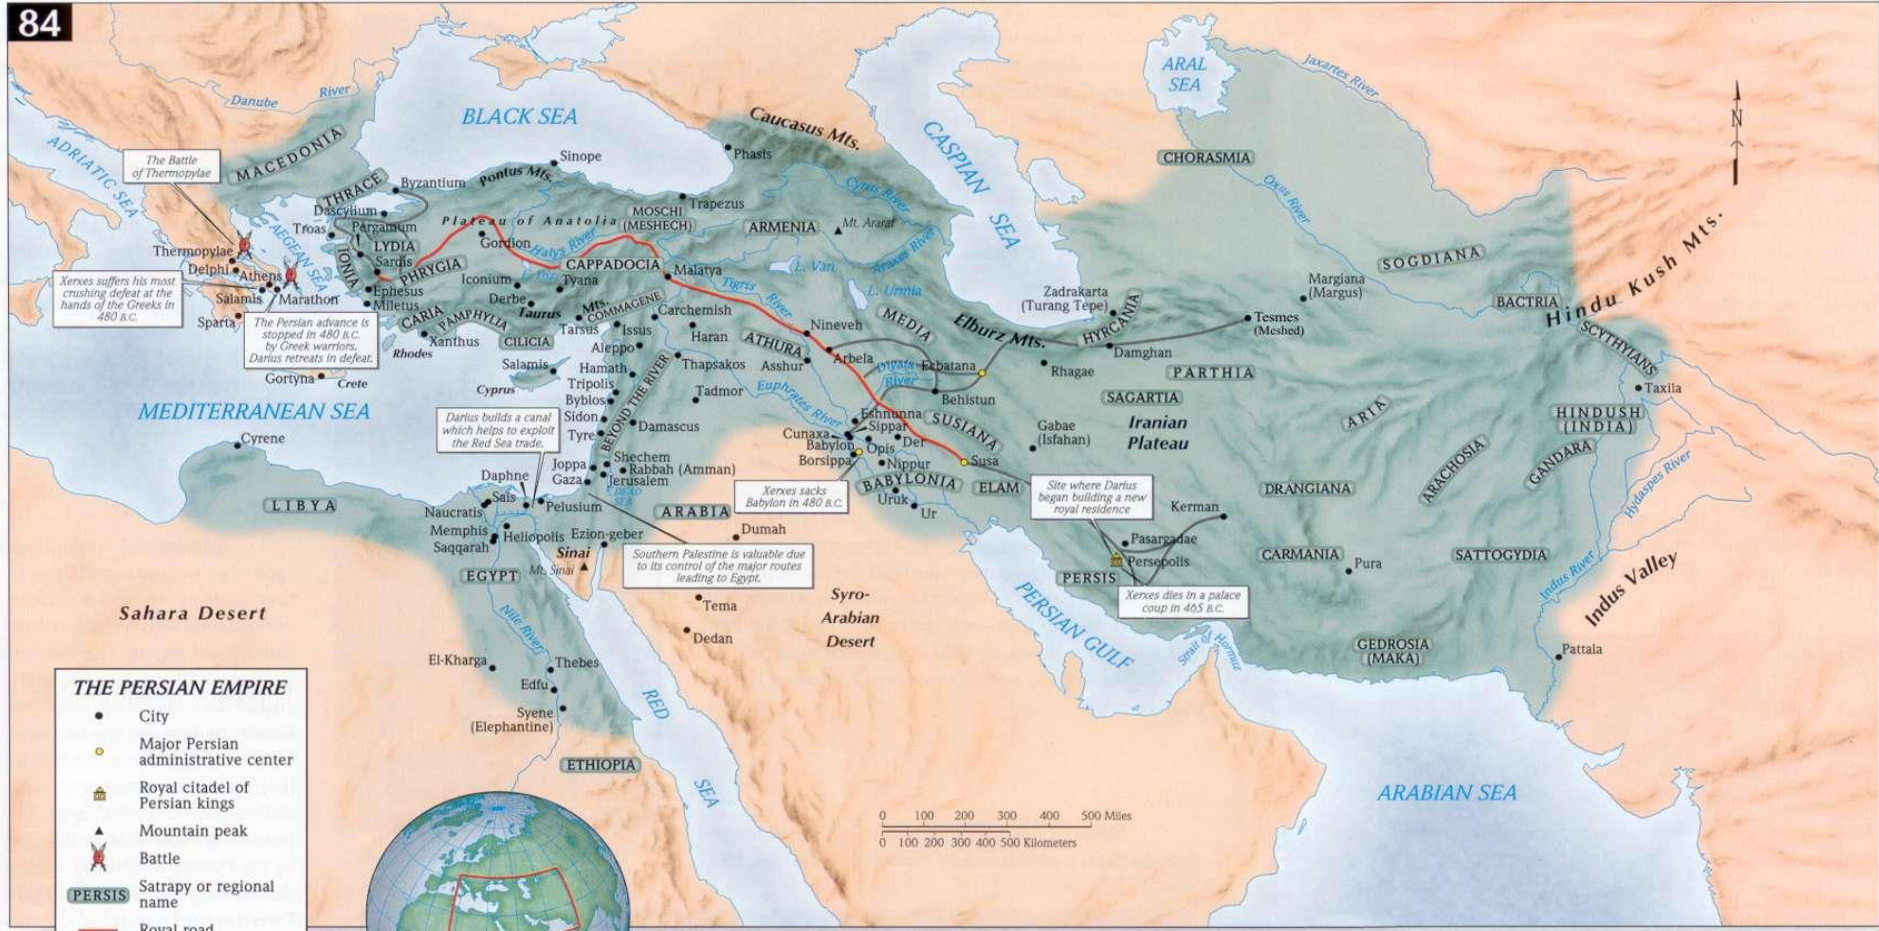 84
Danube
River
BLACK SEA
ADRIATIC SEA
The Battle
of Thermopylae
MACEDONIA
THRACE
Byzantium
Dascylium
Troas
Pergamum
LYDIA
Sardis
IONIA
AEGEAN SEA
Thermopylae
Delphi
Athens
Salamis
Marathon
Sparta
Ephesus
Miletus
Xerxes suffers his most
crushing defeat at the
hands of the Greeks in
480 B.C.
The Persian advance is
stopped in 480 B.C.
by Greek warriors.
Darius retreats in defeat.
Gortyna
Crete
Rhodes
PHRYGIA
CARIA
PAMPHYLIA
Xanthus
CILICIA
Sinope
Pontus Mts.
Plateau of Anatolia
Gordion
Halys River
Iconium
Derbe
Tyana
Taurus
Mts.
Tarsus
CAPPADOCIA
COMMAGENE
MOSCHI
(MESHECH)
Malatya
Trapezus
Phasis
Caucasus Mts.
Cyrus River
ARMENIA
Mt. Ararat
Araxes River
L. Van
L. Urmia
Tigris
River
Carchemish
Issus
Haran
Aleppo
Thapsakos
Hamath
Tripolis
Byblos
Sidon
Tyre
BEYOND THE RIVER
Tadmor
Damascus
Salamis
Cyprus
Nineveh
ATHURA
Arbela
Asshur
MEDIA
Diyala
River
Ecbatana
Behistun
Euphrates River
Eshnunna
Sippar
Cunaxa
Babylon
Opis
Der
Borsippa
Nippur
BABYLONIA
Uruk
Ur
SUSIANA
Susa
ELAM
Xerxes sacks
Babylon in 480 B.C.
MEDITERRANEAN SEA
Cyrene
LIBYA
Darius builds a canal
which helps to exploit
the Red Sea trade.
Daphne
Sais
Naucratis
Pelusium
Memphis
Heliopolis
Saqqarah
Joppa
Gaza
Shechem
Rabbah (Amman)
Jerusalem
DEAD
SEA
Ezion-geber
Sinai
Mt. Sinai
ARABIA
Dumah
Southern Palestine is valuable due
to its control of the major routes
leading to Egypt.
EGYPT
Nile River
Tema
Dedan
Syro-
Arabian
Desert
Sahara Desert
El-Kharga
Thebes
Edfu
Syene
(Elephantine)
ETHIOPIA
RED
SEA
CASPIAN
SEA
ARAL
SEA
Jaxartes River
CHORASMIA
Oxus River
SOGDIANA
Margiana
(Margus)
BACTRIA
Hindu Kush Mts.
SCYTHIANS
Taxila
Zadrakarta
(Turang Tepe)
HYRCANIA
Elburz Mts.
Damghan
Tesmes
(Meshed)
Rhagae
PARTHIA
SAGARTIA
Iranian
Plateau
Gabae
(Isfahan)
ARIA
HINDUSH
(INDIA)
GANDARA
ARACHOSIA
Hydaspes River
DRANGIANA
Site where Darius
began building a new
royal residence
Kerman
Pasargadae
Persepolis
PERSIS
Xerxes dies in a palace
coup in 465 B.C.
CARMANIA
Pura
SATTOGYDIA
Indus River
Indus Valley
GEDROSIA
(MAKA)
Pattala
PERSIAN GULF
Strait of
Hormuz
ARABIAN SEA
N
0 100 200 300 400 500 Miles
0 100 200 300 400 500 Kilometers
THE PERSIAN EMPIRE
City
Major Persian
administrative center
Royal citadel of
Persian kings
Mountain peak
Battle
PERSIS
Satrapy or regional
name
Royal road